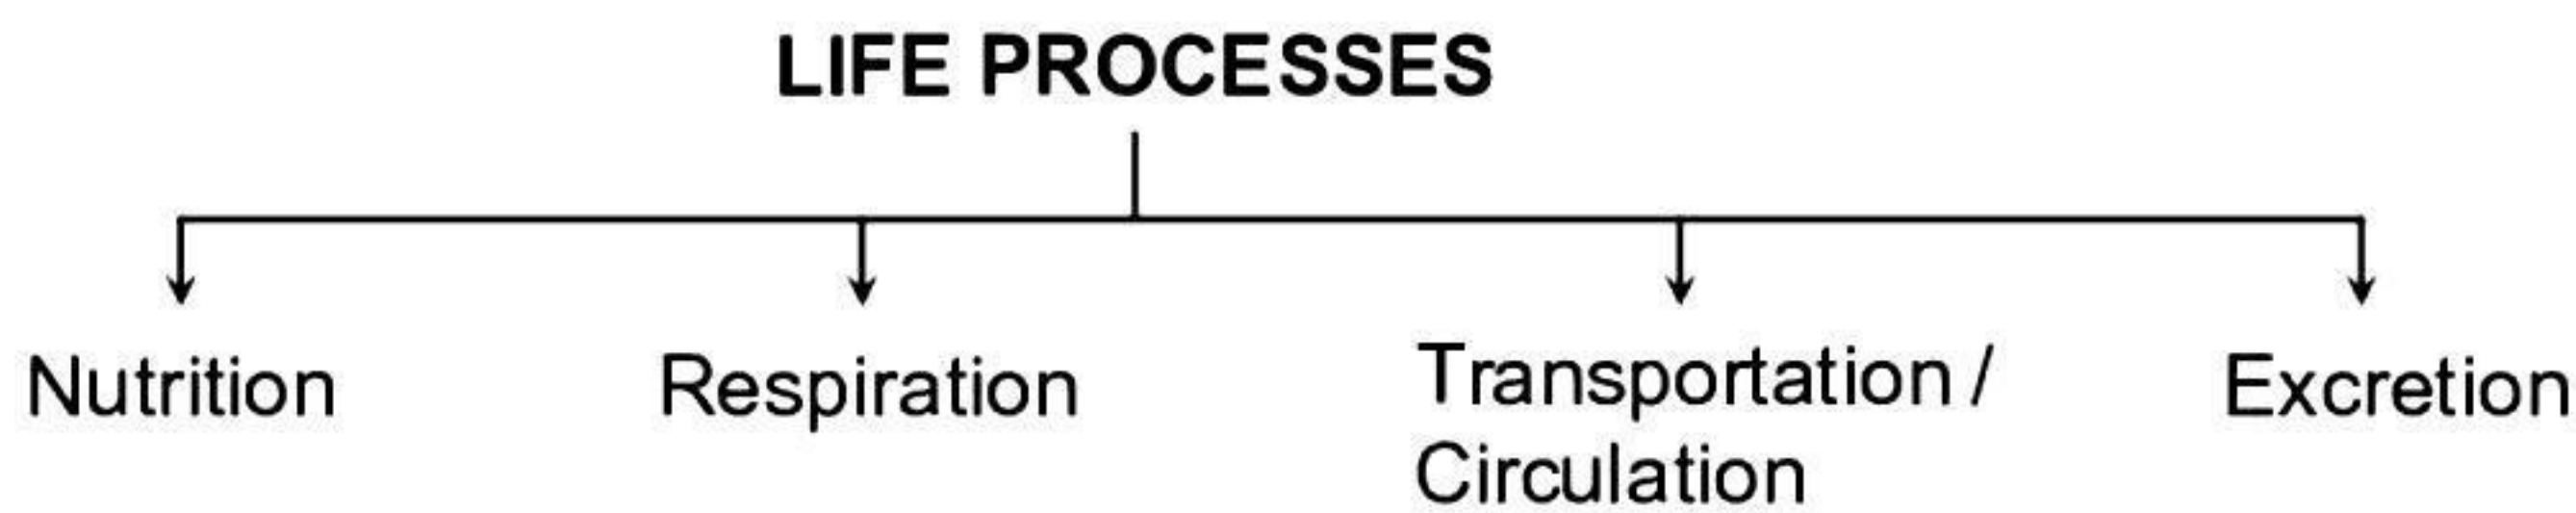 LIFE PROCESSES
Nutrition
Respiration
Transportation /
Circulation
Excretion